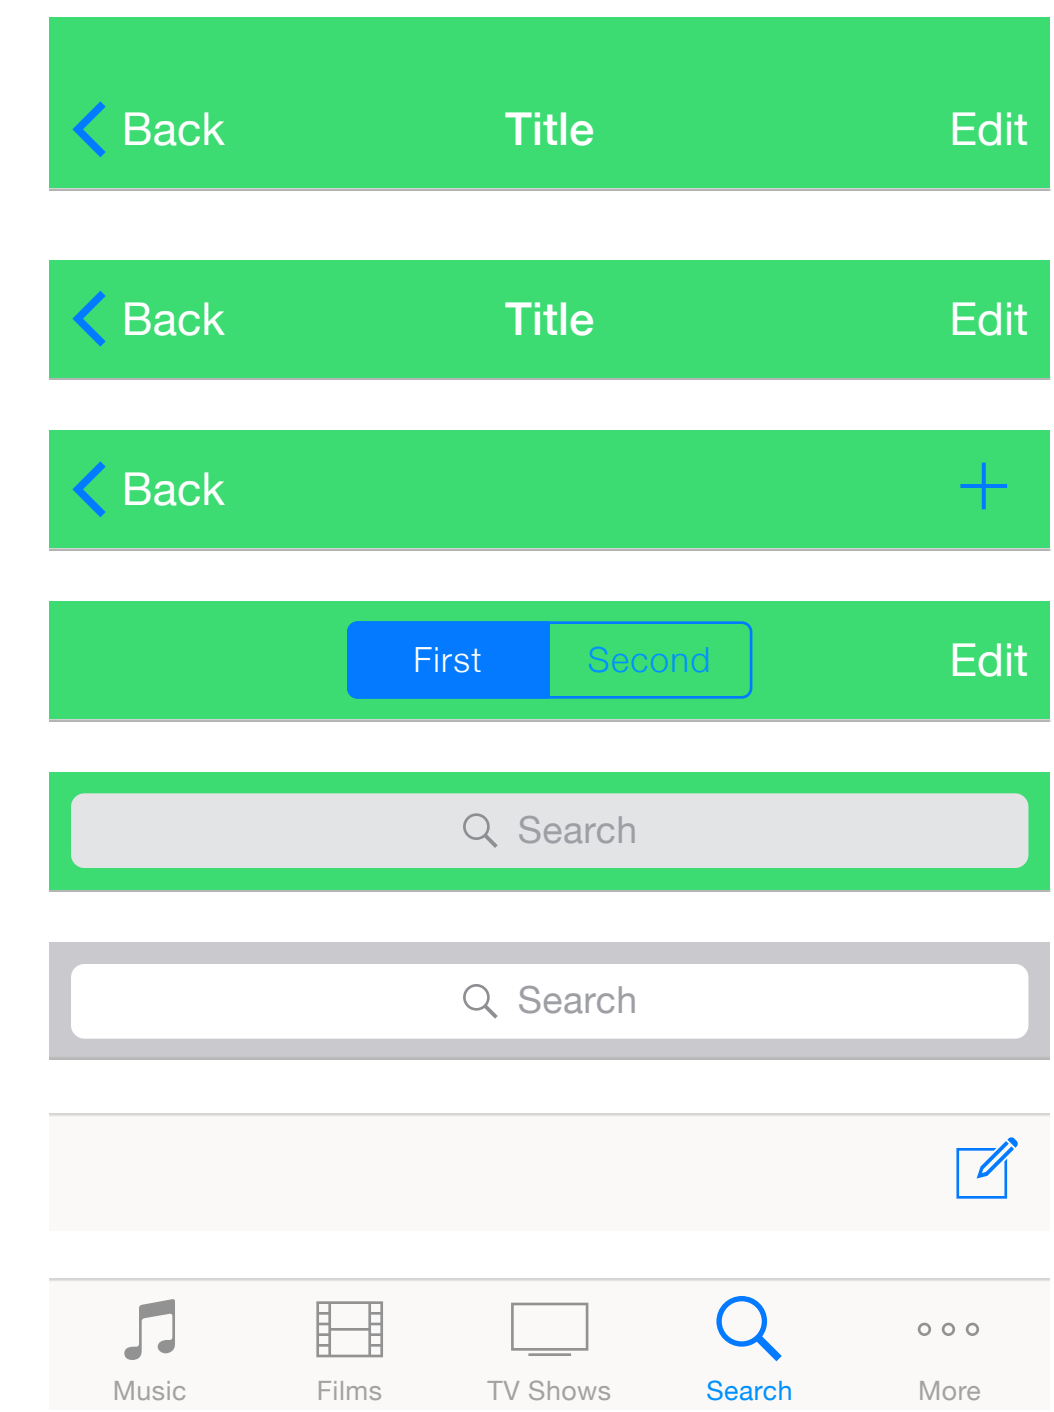 Back Title Edit
Back Title Edit
Back
First Second Edit
Search
Search
Music Films TV Shows Search More